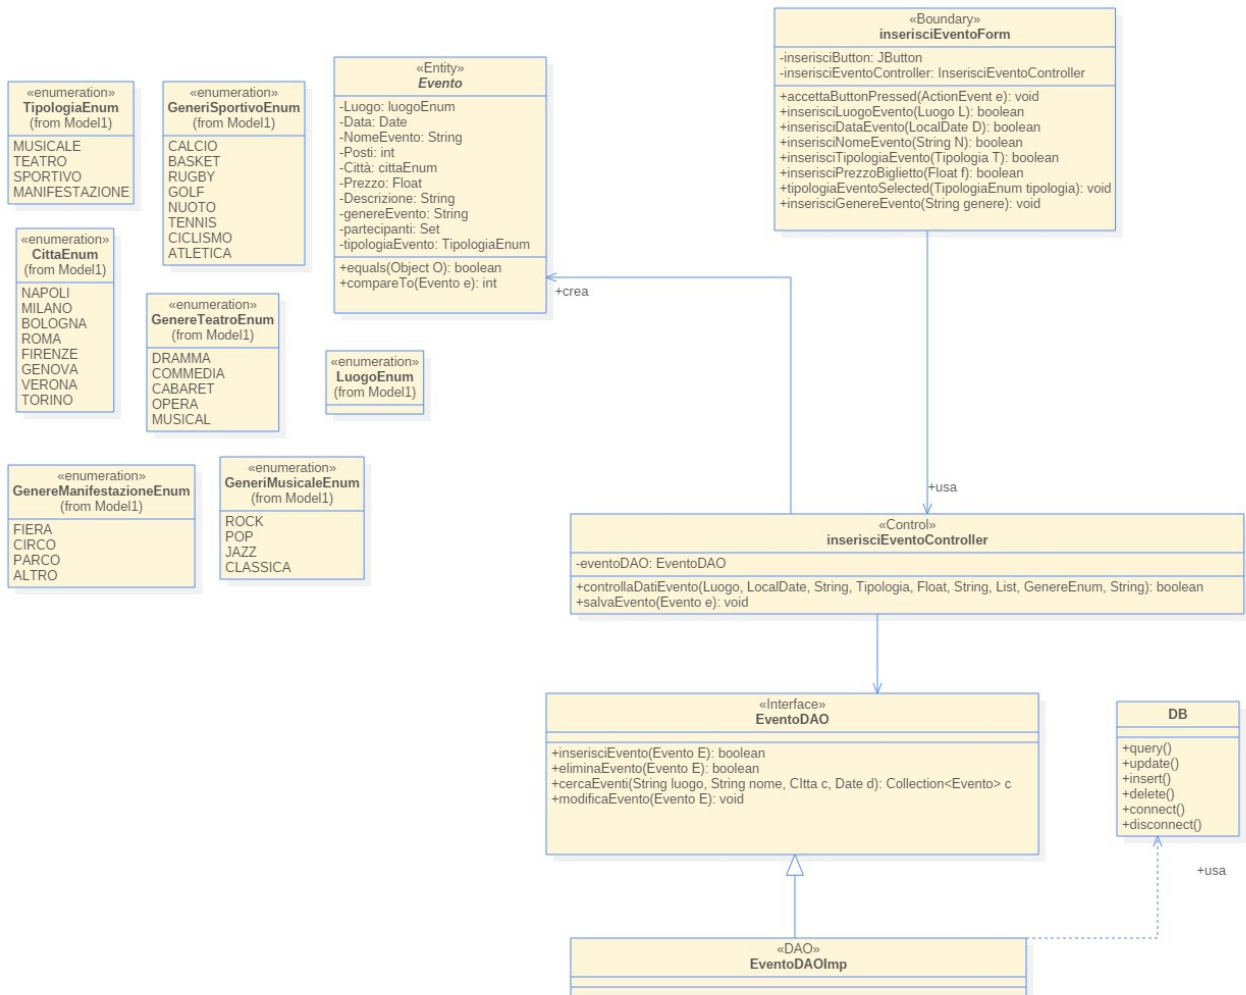 «Boundary»
inserisciEventoForm
-inserisciButton: JButton
-inserisciEventoController: InserisciEventoController
+accettaButtonPressed(ActionEvent e): void
+inserisciLuogoEvento(Luogo L): boolean
+inserisciDataEvento(LocalDate D): boolean
+inserisciNomeEvento(String N): boolean
+inserisciTipologiaEvento(Tipologia T): boolean
+inserisciPrezzoBiglietto(Float f): boolean
+tipologiaEventoSelected(TipologiaEnum tipologia): void
+inserisciGenereEvento(String genere): void
«Entity»
Evento
-Luogo: luogoEnum
-Data: Date
-NomeEvento: String
-Posti: int
-Città: cittaEnum
-Prezzo: Float
-Descrizione: String
-genereEvento: String
-partecipanti: Set
-tipologiaEvento: TipologiaEnum
+equals(Object O): boolean
+compareTo(Evento e): int
«enumeration»
TipologiaEnum
(from Model1)
MUSICALE
TEATRO
SPORTIVO
MANIFESTAZIONE
«enumeration»
GeneriSportivoEnum
(from Model1)
CALCIO
BASKET
RUGBY
GOLF
NUOTO
TENNIS
CICLISMO
ATLETICA
«enumeration»
CittaEnum
(from Model1)
NAPOLI
MILANO
BOLOGNA
ROMA
FIRENZE
GENOVA
VERONA
TORINO
«enumeration»
GenereTeatroEnum
(from Model1)
DRAMMA
COMMEDIA
CABARET
OPERA
MUSICAL
«enumeration»
LuogoEnum
(from Model1)
+crea
«enumeration»
GenereManifestazioneEnum
(from Model1)
FIERA
CIRCO
PARCO
ALTRO
«enumeration»
GeneriMusicaleEnum
(from Model1)
ROCK
POP
JAZZ
CLASSICA
+usa
«Control»
inserisciEventoController
-eventoDAO: EventoDAO
+controllaDatiEvento(Luogo, LocalDate, String, Tipologia, Float, String, List, GenereEnum, String): boolean
+salvaEvento(Evento e): void
«Interface»
EventoDAO
+inserisciEvento(Evento E): boolean
+eliminaEvento(Evento E): boolean
+cercaEventi(String luogo, String nome, CItta c, Date d): Collection<Evento> c
+modificaEvento(Evento E): void
DB
+query()
+update()
+insert()
+delete()
+connect()
+disconnect()
+usa
«DAO»
EventoDAOImp